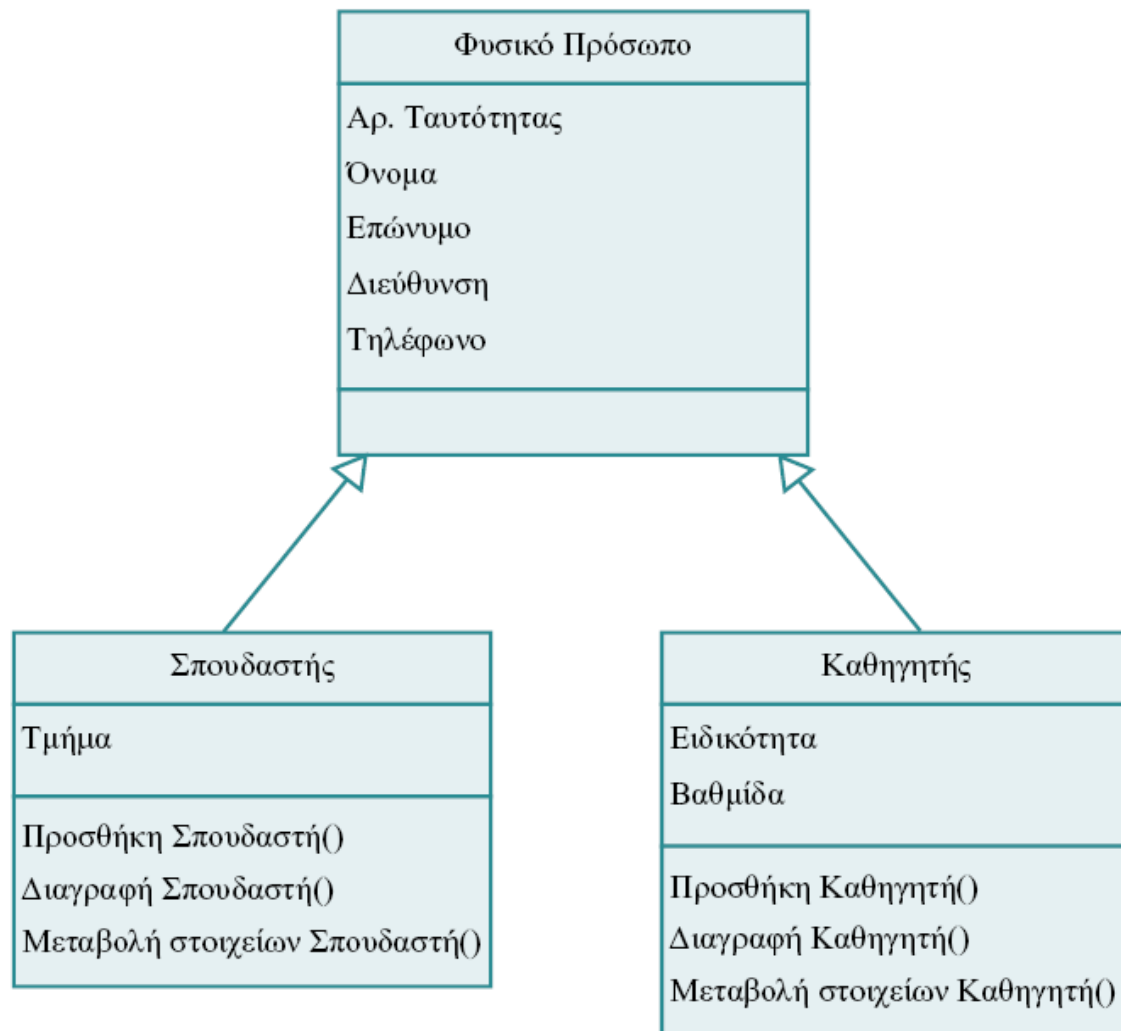 Φυσικό Πρόσωπο
Αρ. Ταυτότητας
Όνομα
Επώνυμο
Διεύθυνση
Τηλέφωνο
Σπουδαστής
Τμήμα
Προσθήκη Σπουδαστή()
Διαγραφή Σπουδαστή()
Μεταβολή στοιχείων Σπουδαστή()
Καθηγητής
Ειδικότητα
Βαθμίδα
Προσθήκη Καθηγητή()
Διαγραφή Καθηγητή()
Μεταβολή στοιχείων Καθηγητή()